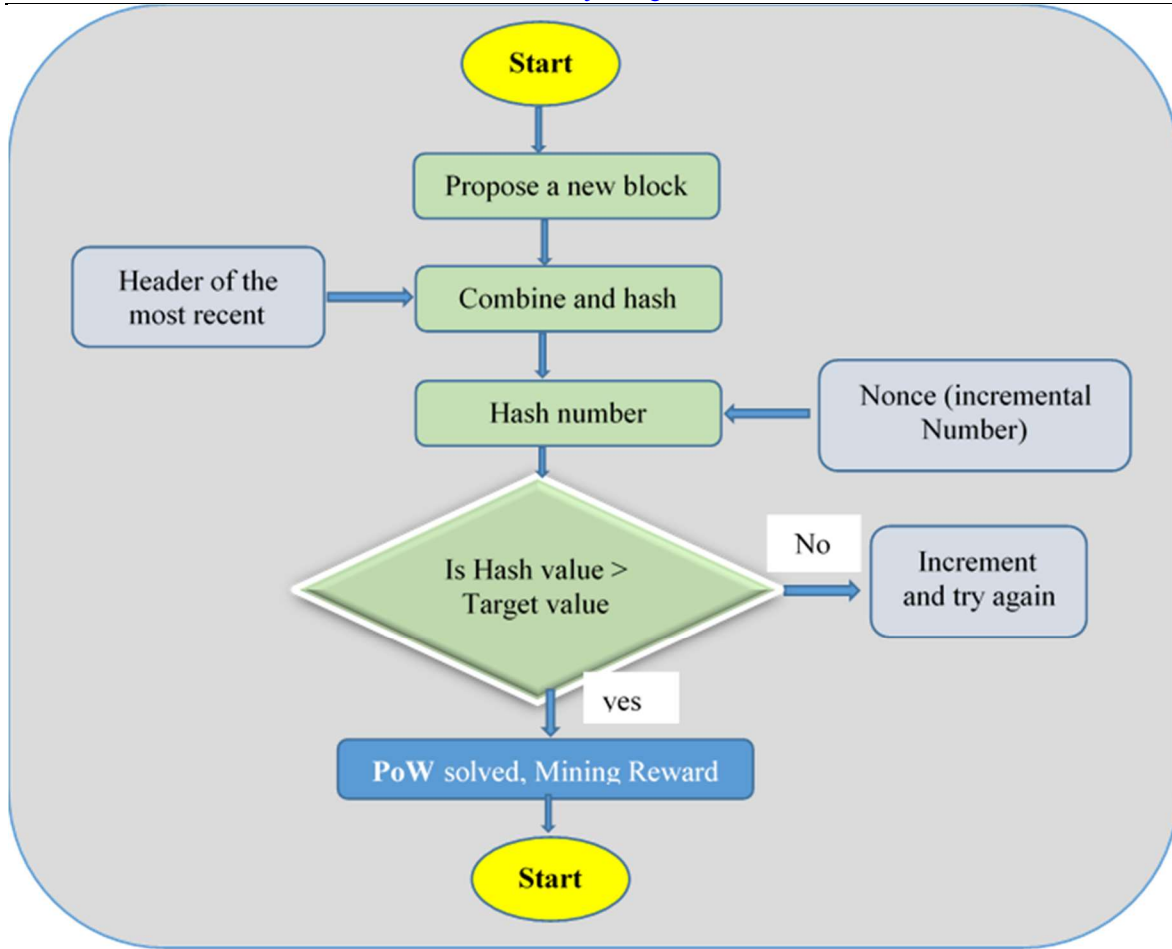 Start
Propose a new block
Header of the
most recent
Combine and hash
Hash number
Nonce (incremental
Number)
Is Hash value >
Target value
No
Increment
and try again
yes
PoW solved, Mining Reward
Start